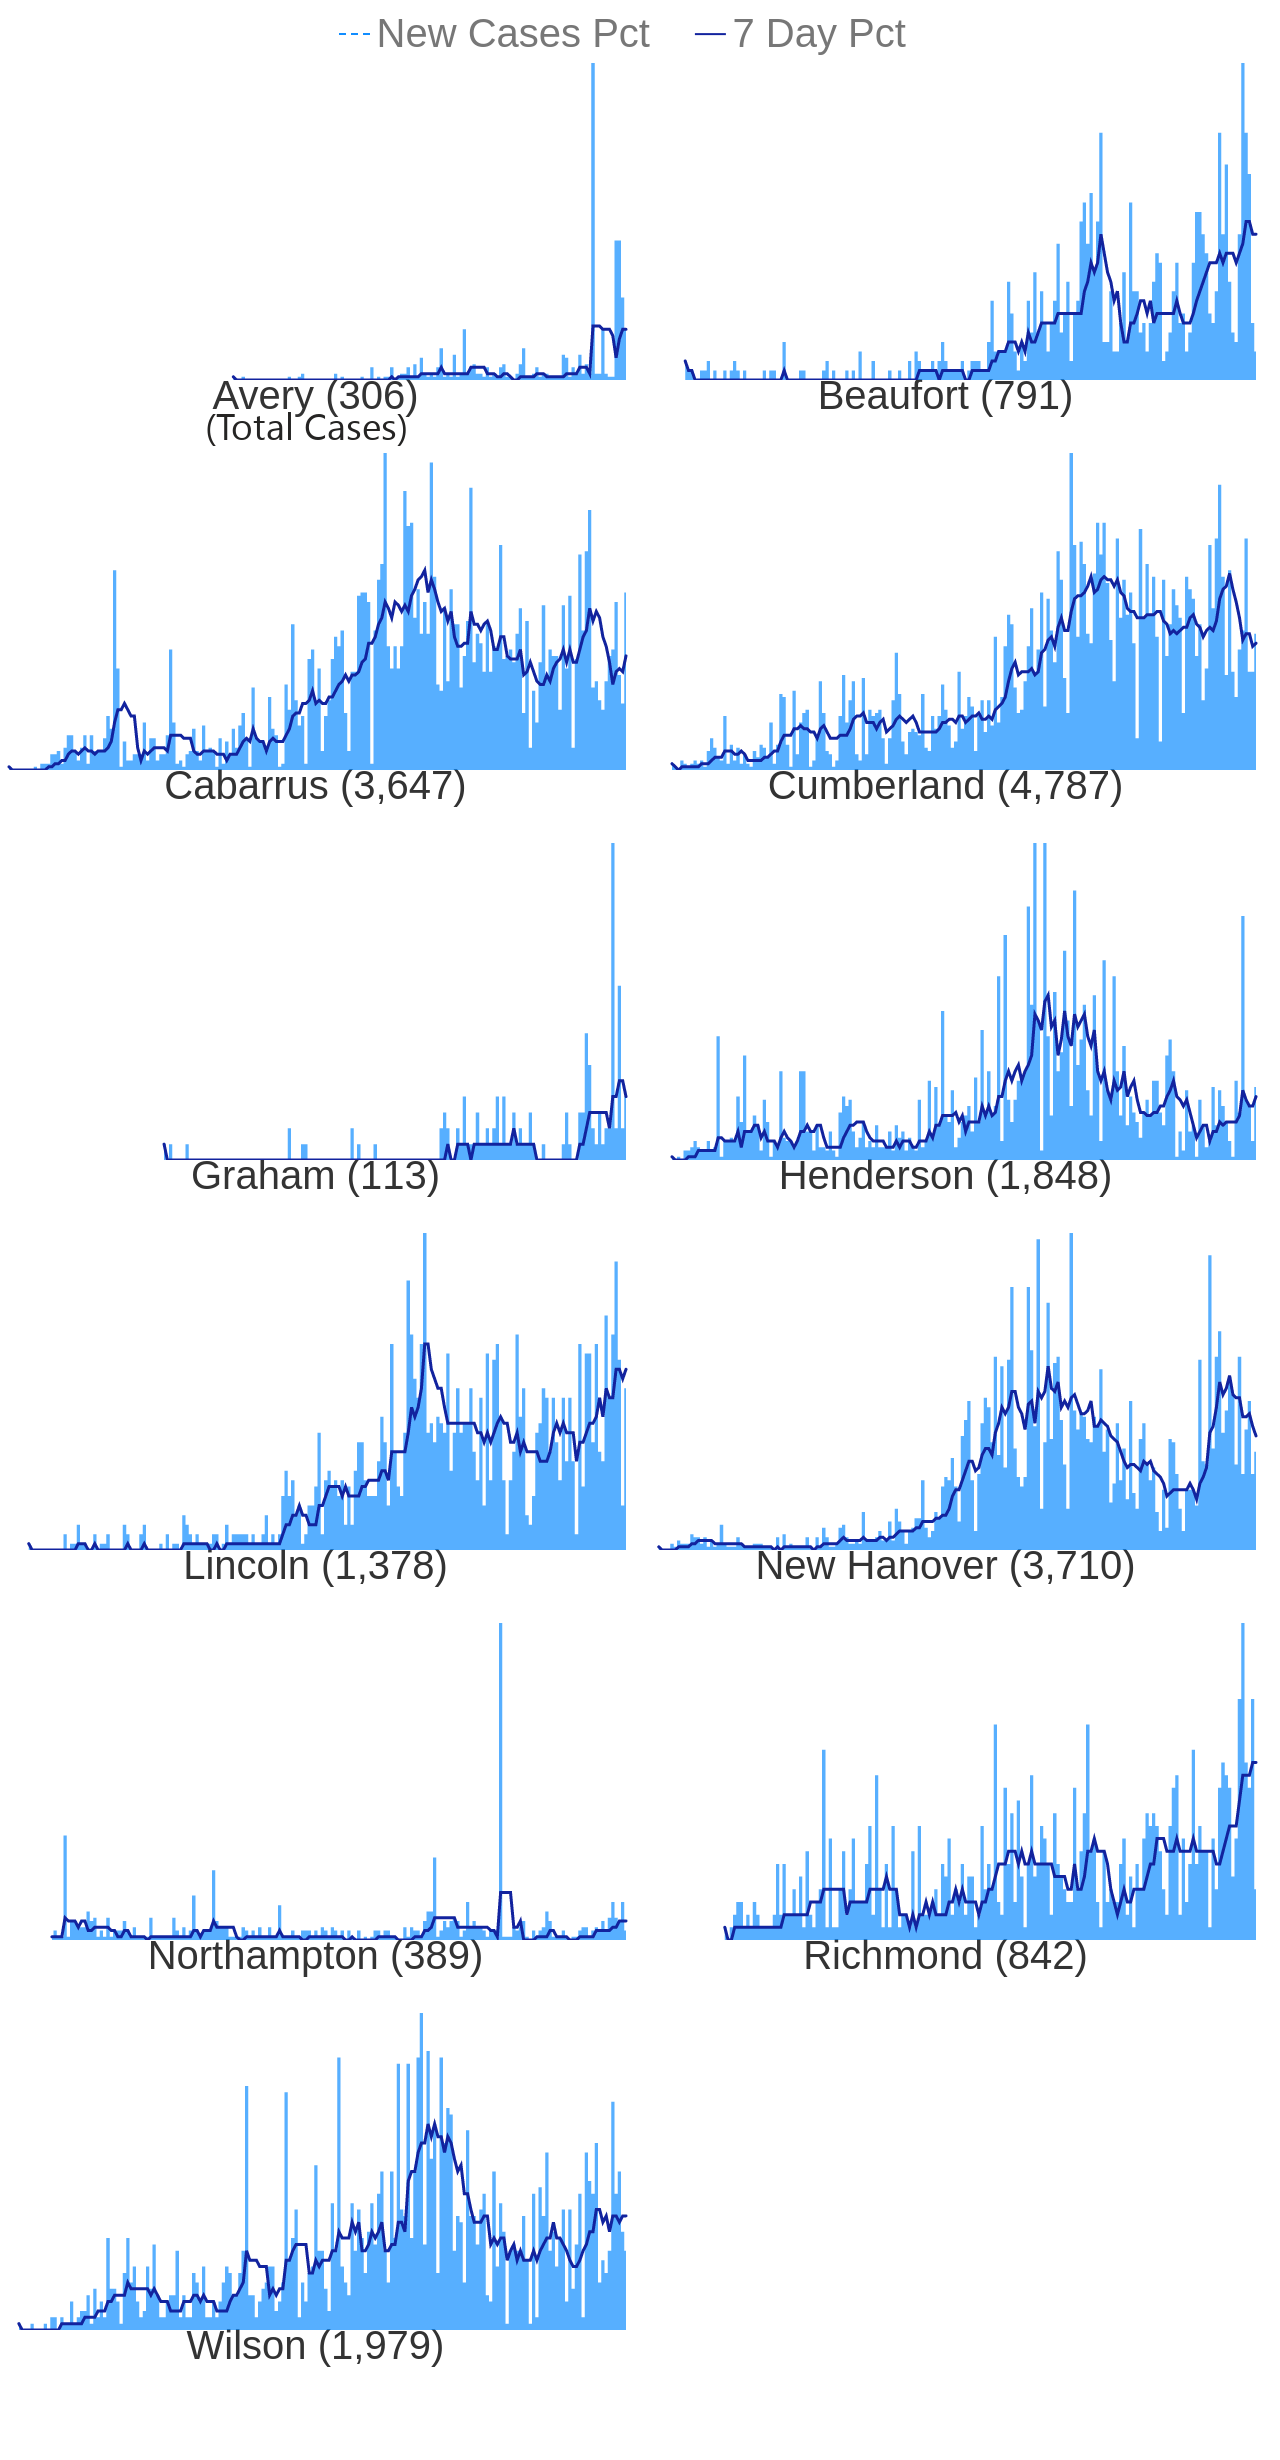 New Cases Pct 7 Day Pct
Avery (306) Beaufort (791)
(Total Cases)
Cabarrus (3,647) Cumberland (4,787)
Graham (113) Henderson (1,848)
Lincoln (1,378) New Hanover (3,710)
Northampton (389) Richmond (842)
Wilson (1,979)